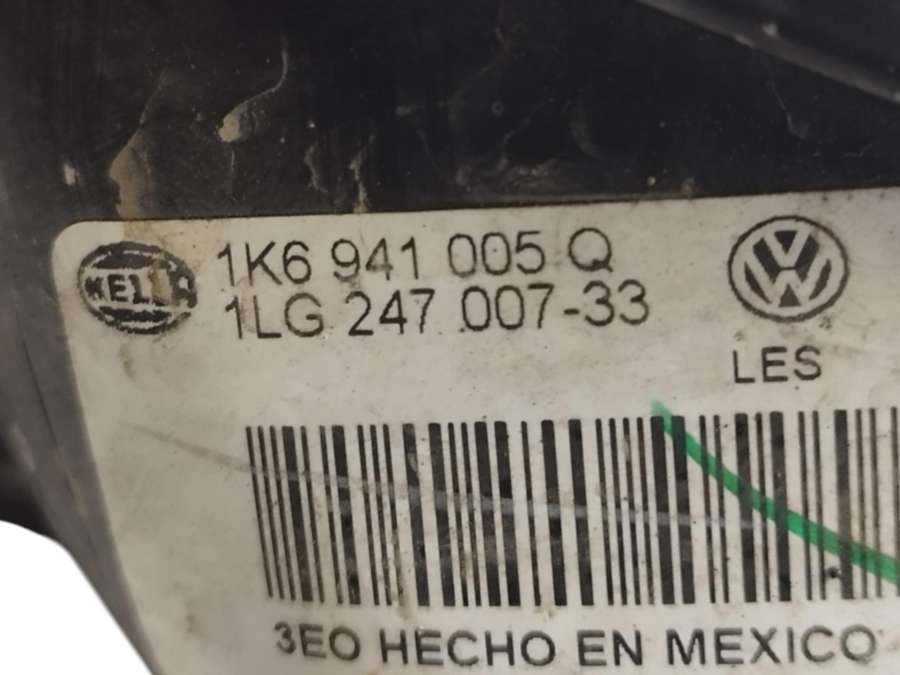 HELLA
1K6 941 005 Q
1LG 247 007-33
LES
3EO HECHO EN MEXICO